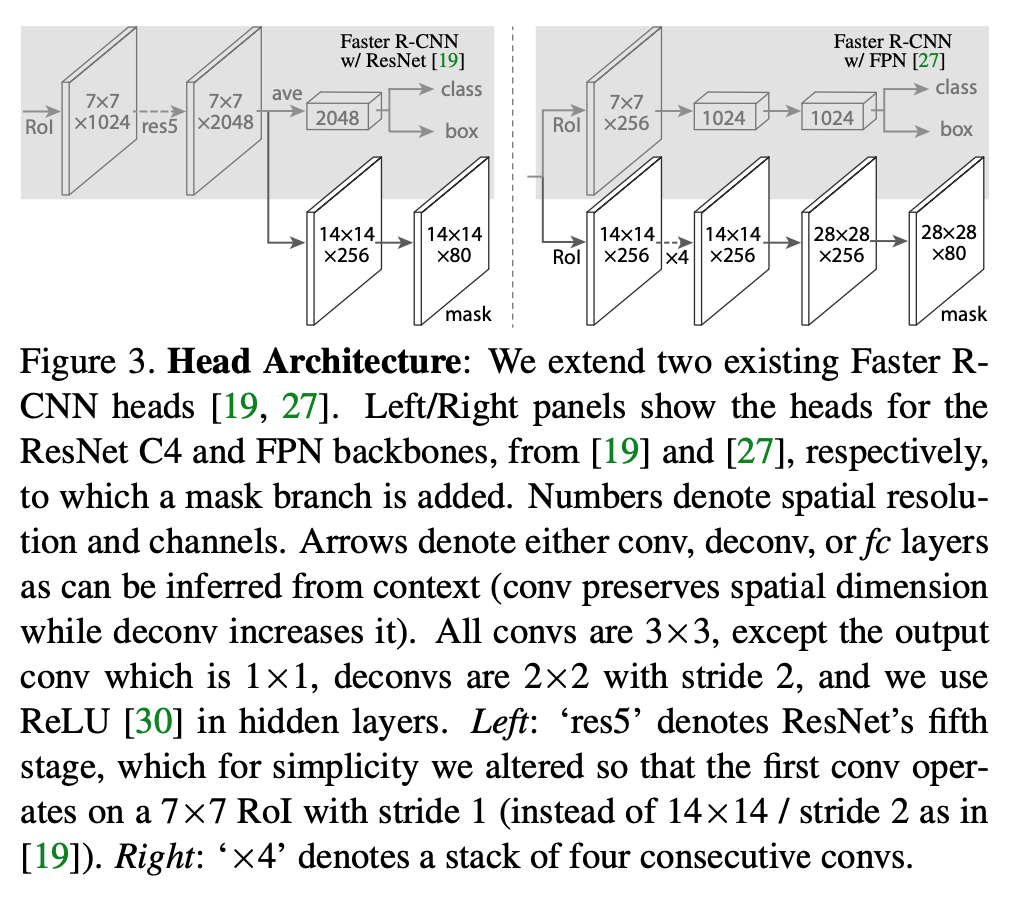 Faster R-CNN
w/ ResNet [19]
RoI
7×7
×1024
res5
7×7
×2048
ave
2048
class
box
14×14
×256
14×14
×80
mask
Faster R-CNN
w/ FPN [27]
RoI
7×7
×256
1024
1024
class
box
RoI
14×14
×256
×4
14×14
×256
28×28
×256
28×28
×80
mask
Figure 3. Head Architecture: We extend two existing Faster R-
CNN heads [19, 27]. Left/Right panels show the heads for the
ResNet C4 and FPN backbones, from [19] and [27], respectively,
to which a mask branch is added. Numbers denote spatial resolu-
tion and channels. Arrows denote either conv, deconv, or fc layers
as can be inferred from context (conv preserves spatial dimension
while deconv increases it). All convs are 3×3, except the output
conv which is 1×1, deconvs are 2×2 with stride 2, and we use
ReLU [30] in hidden layers. Left: ‘res5’ denotes ResNet’s fifth
stage, which for simplicity we altered so that the first conv oper-
ates on a 7×7 RoI with stride 1 (instead of 14×14 / stride 2 as in
[19]). Right: ‘×4’ denotes a stack of four consecutive convs.